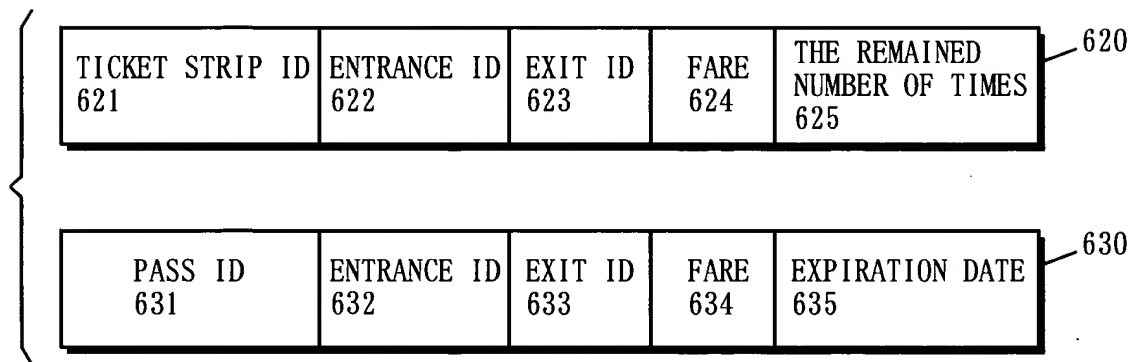 TICKET STRIP ID
621
ENTRANCE ID
622
EXIT ID
623
FARE
624
THE REMAINED
NUMBER OF TIMES
625
620
PASS ID
631
ENTRANCE ID
632
EXIT ID
633
FARE
634
EXPIRATION DATE
635
630